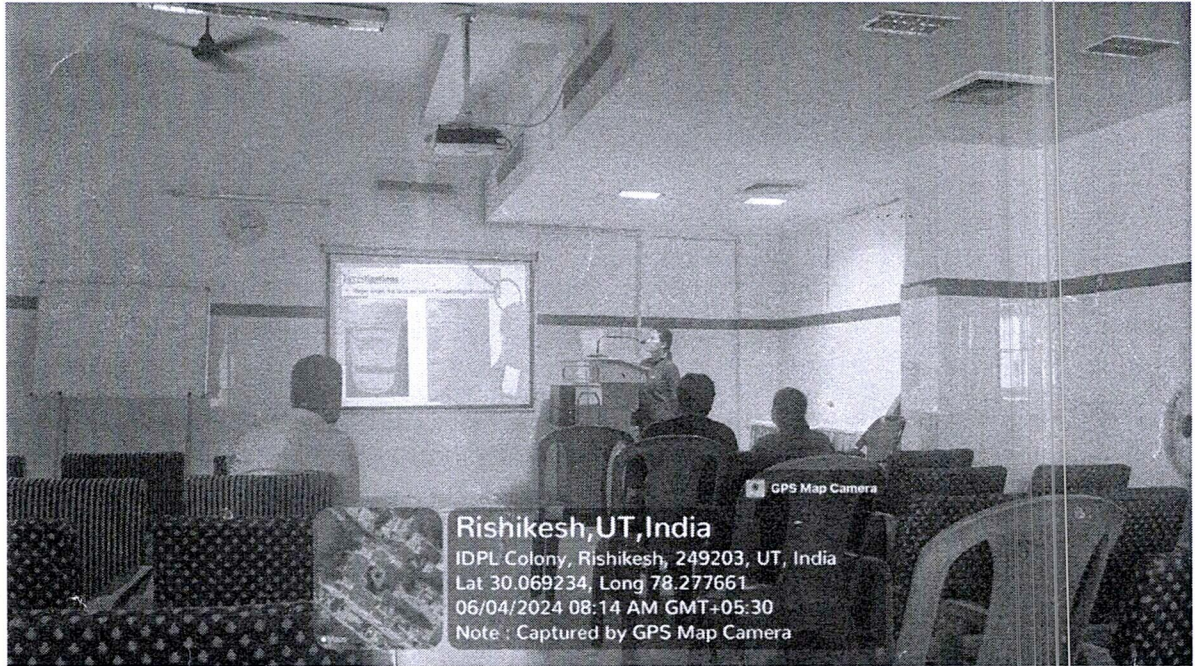 Investigations
GPS Map Camera
Rishikesh,UT,India
IDPL Colony, Rishikesh, 249203, UT, India
Lat 30.069234, Long 78.277661
06/04/2024 08:14 AM GMT+05:30
Note : Captured by GPS Map Camera